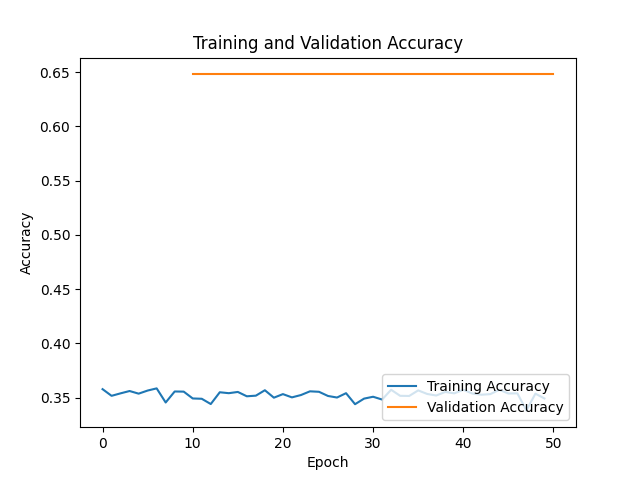 Training and Validation Accuracy
0.65
0.60
0.55
0.50
0.45
0.40
0.35
Accuracy
Training Accuracy
Validation Accuracy
0 10 20 30 40 50
Epoch